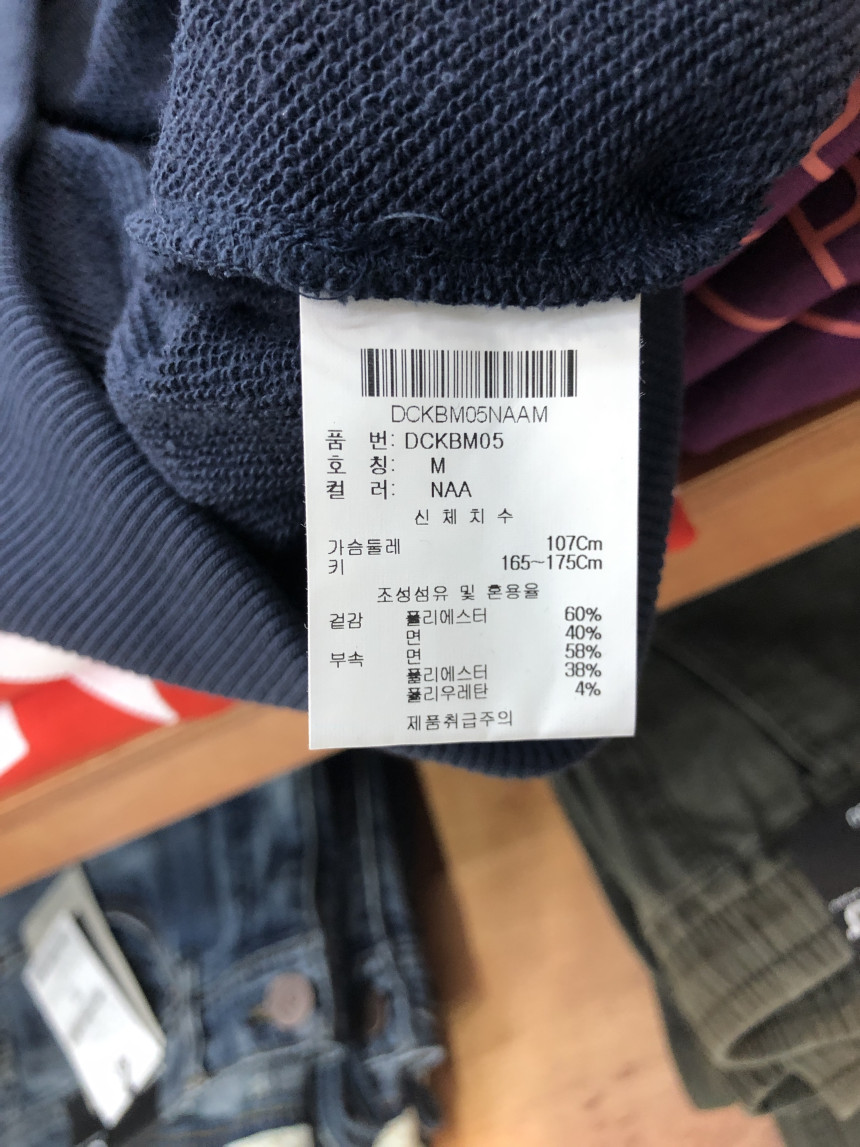 DCKBM05NAAM
품 번: DCKBM05
호 칭: M
컬 러: NAA
신 체 치 수
가슴둘레 107Cm
키 165~175Cm
조성섬유 및 혼용율
겉감 폴리에스터 60%
면 40%
부속 면 58%
폴리에스터 38%
폴리우레탄 4%
제품취급주의